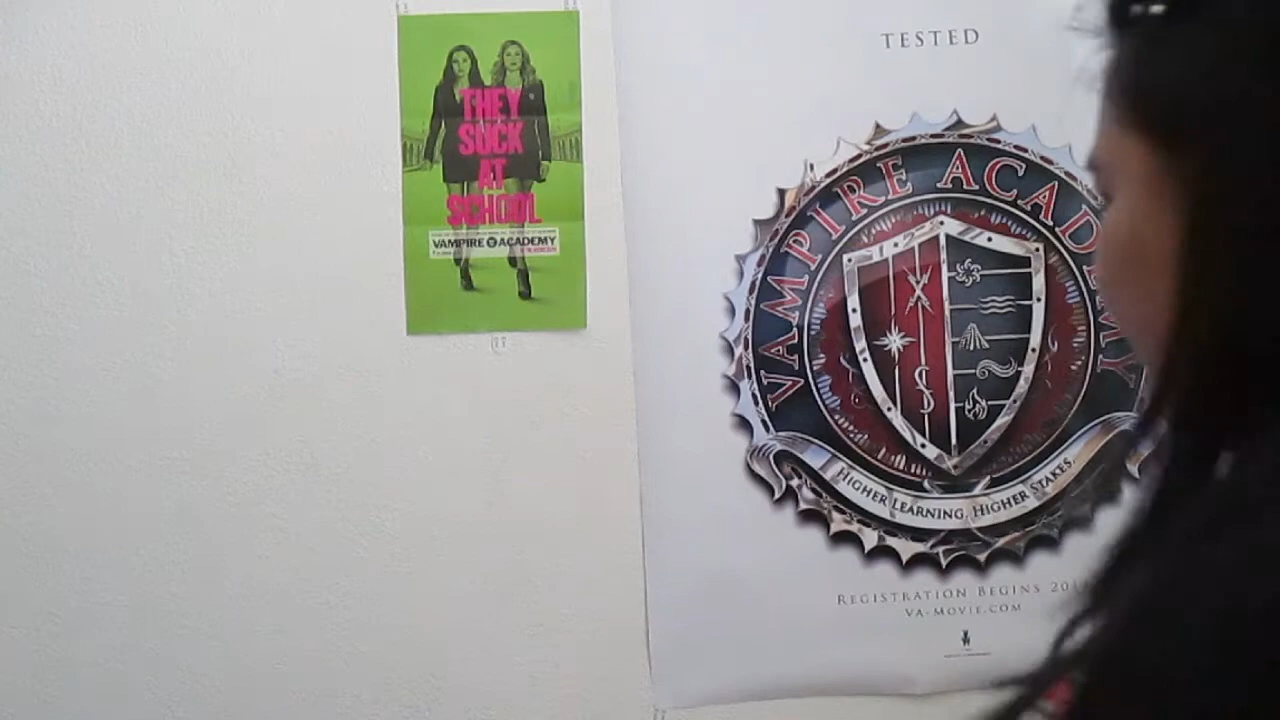 THEY
SUCK
AT
SCHOOL
VAMPIRE ACADEMY
TESTED
VAMPIRE ACADEMY
HIGHER LEARNING. HIGHER STAKES.
REGISTRATION BEGINS
VA-MOVIE.COM